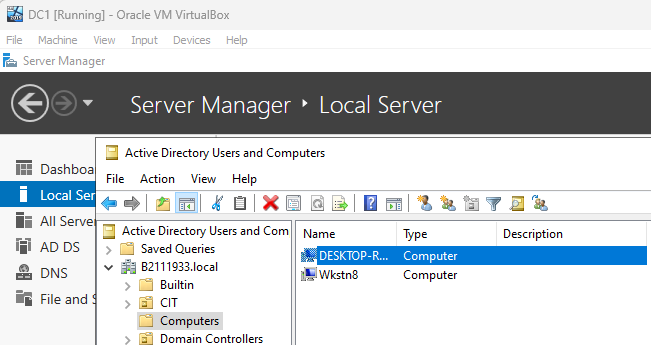 DC1 [Running] - Oracle VM VirtualBox
File Machine View Input Devices Help
Server Manager
Server Manager ‣ Local Server
Dashboa
Local Ser
All Server
AD DS
DNS
File and S
Active Directory Users and Computers
File Action View Help
Active Directory Users and Com
Saved Queries
B2111933.local
Builtin
CIT
Computers
Domain Controllers
Name Type Description
DESKTOP-R... Computer
Wkstn8 Computer